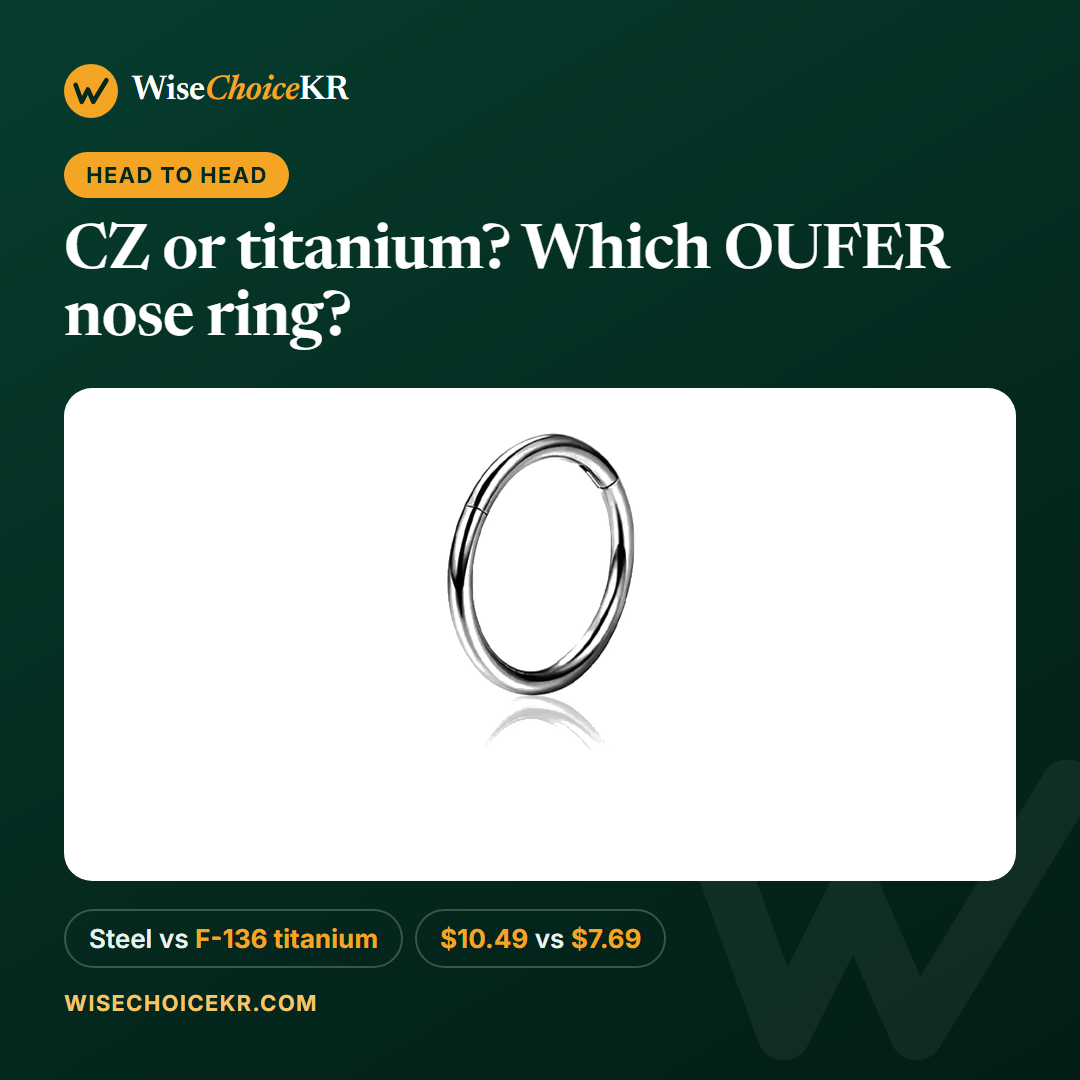 WiseChoiceKR
HEAD TO HEAD
CZ or titanium? Which OUFER
nose ring?
Steel vs F-136 titanium
$10.49 vs $7.69
WISECHOICEKR.COM